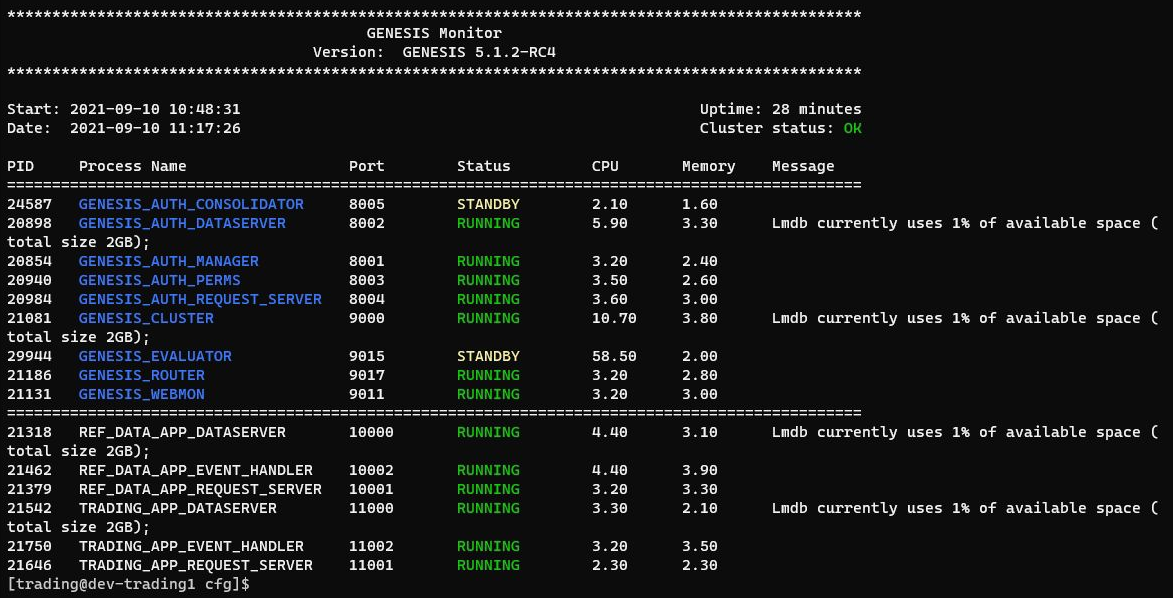 ***********************************************************************************************
GENESIS Monitor
Version:  GENESIS 5.1.2-RC4
***********************************************************************************************
Start: 2021-09-10 10:48:31                                                   Uptime: 28 minutes
Date:  2021-09-10 11:17:26                                                   Cluster status: OK
PID     Process Name                  Port        Status         CPU       Memory    Message
===============================================================================================
24587   GENESIS_AUTH_CONSOLIDATOR     8005        STANDBY        2.10      1.60
20898   GENESIS_AUTH_DATASERVER       8002        RUNNING        5.90      3.30      Lmdb currently uses 1% of available space (
total size 2GB);
20854   GENESIS_AUTH_MANAGER          8001        RUNNING        3.20      2.40
20940   GENESIS_AUTH_PERMS            8003        RUNNING        3.50      2.60
20984   GENESIS_AUTH_REQUEST_SERVER   8004        RUNNING        3.60      3.00
21081   GENESIS_CLUSTER               9000        RUNNING        10.70     3.80      Lmdb currently uses 1% of available space (
total size 2GB);
29944   GENESIS_EVALUATOR             9015        STANDBY        58.50     2.00
21186   GENESIS_ROUTER                9017        RUNNING        3.20      2.80
21131   GENESIS_WEBMON                9011        RUNNING        3.20      3.00
===============================================================================================
21318   REF_DATA_APP_DATASERVER       10000       RUNNING        4.40      3.10      Lmdb currently uses 1% of available space (
total size 2GB);
21462   REF_DATA_APP_EVENT_HANDLER    10002       RUNNING        4.40      3.90
21379   REF_DATA_APP_REQUEST_SERVER   10001       RUNNING        3.20      3.30
21542   TRADING_APP_DATASERVER        11000       RUNNING        3.30      2.10      Lmdb currently uses 1% of available space (
total size 2GB);
21750   TRADING_APP_EVENT_HANDLER     11002       RUNNING        3.20      3.50
21646   TRADING_APP_REQUEST_SERVER    11001       RUNNING        2.30      2.30
[trading@dev-trading1 cfg]$